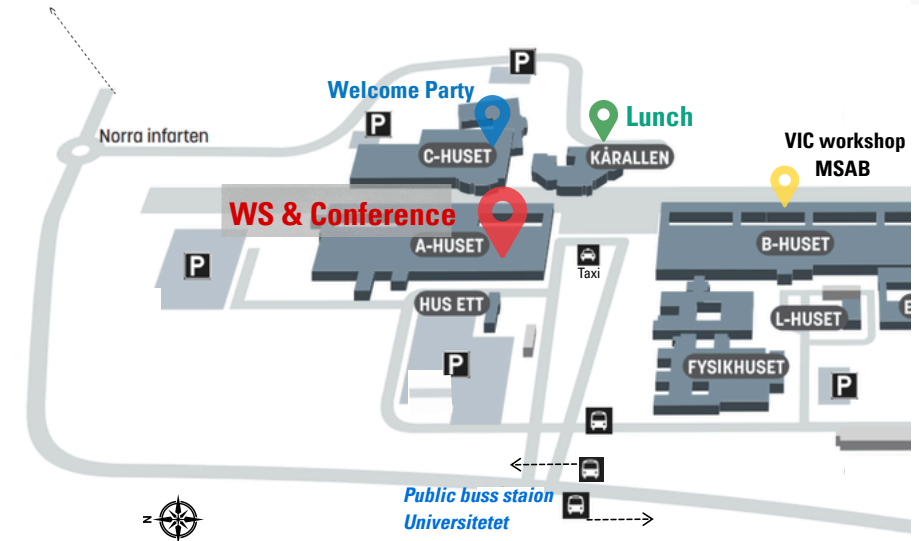 P
Welcome Party
P
Lunch
Norra infarten
VIC workshop
MSAB
C-HUSET
KÅRALLEN
WS & Conference
A-HUSET
B-HUSET
P
Taxi
HUS ETT
L-HUSET
E
P
FYSIKHUSET
P
Public buss staion
Universitetet
N